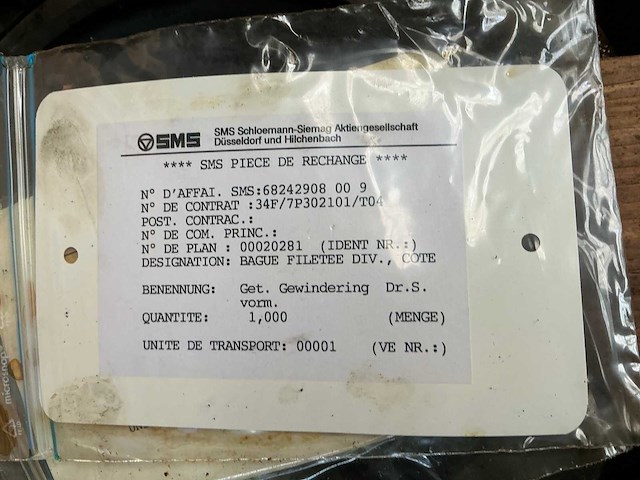 SMS SMS Schloemann-Siemag Aktiengesellschaft
Düsseldorf und Hilchenbach
**** SMS PIECE DE RECHANGE ****
N° D'AFFAI. SMS:68242908 00 9
N° DE CONTRAT :34F/7P302101/T04
POST. CONTRAC.:
N° DE COM. PRINC.:
N° DE PLAN : 00020281 (IDENT NR.:)
DESIGNATION: BAGUE FILETEE DIV., COTE
BENENNUNG: Get. Gewindering Dr.S.
vorm.
QUANTITE: 1,000 (MENGE)
UNITE DE TRANSPORT: 00001 (VE NR.:)